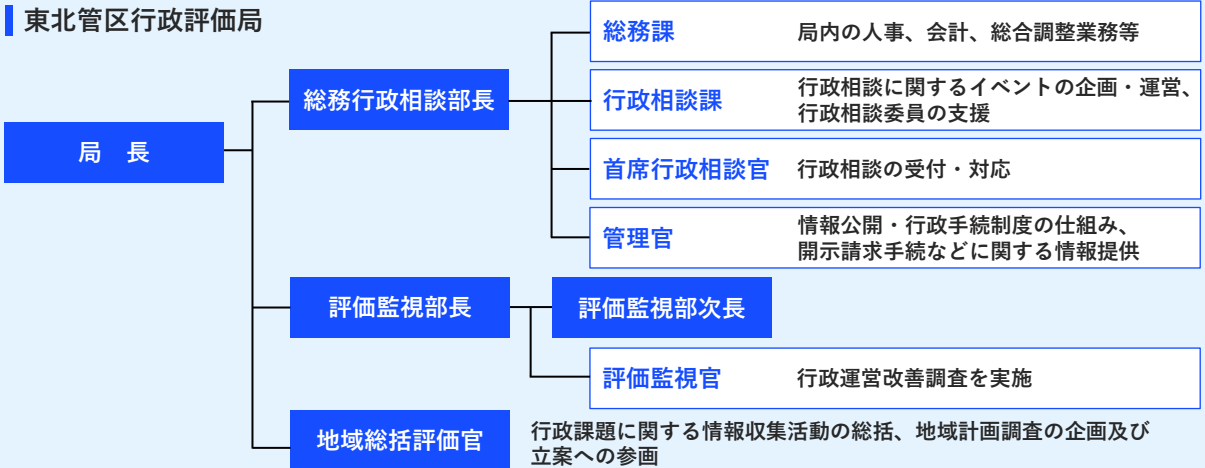 東北管区行政評価局
局　長
総務行政相談部長
総務課
局内の人事、会計、総合調整業務等
行政相談課
行政相談に関するイベントの企画・運営、
行政相談委員の支援
首席行政相談官
行政相談の受付・対応
管理官
情報公開・行政手続制度の仕組み、
開示請求手続などに関する情報提供
評価監視部長
評価監視部次長
評価監視官
行政運営改善調査を実施
地域総括評価官
行政課題に関する情報収集活動の総括、地域計画調査の企画及び
立案への参画